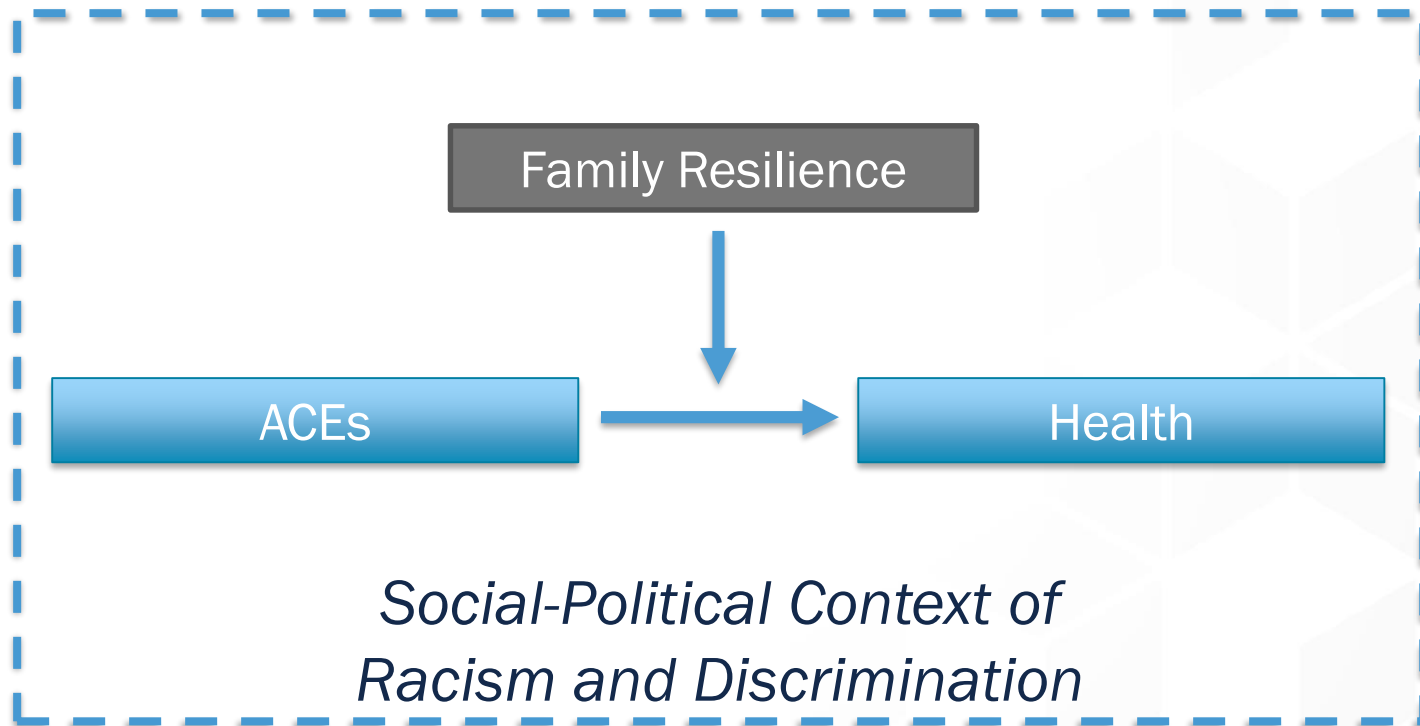 Family Resilience
ACEs
Health
Social-Political Context of
Racism and Discrimination